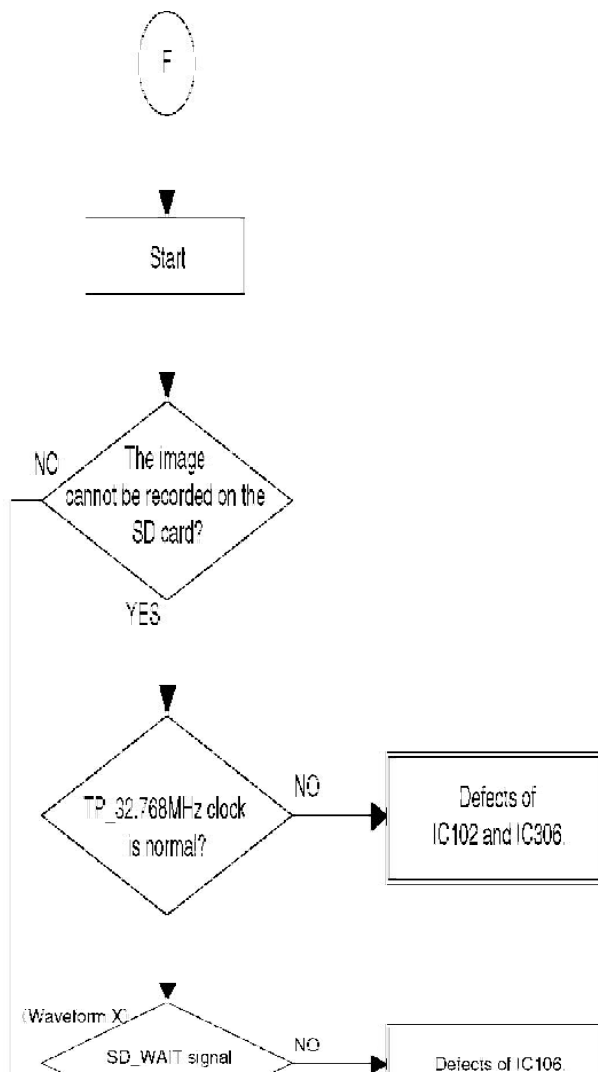 F
Start
NO
The image
cannot be recorded on the
SD card?
YES
TP_32.768MHz clock
is normal?
NO
Defects of
IC102 and IC306.
(Waveform X)
SD_WAIT signal
NO
Defects of IC106.